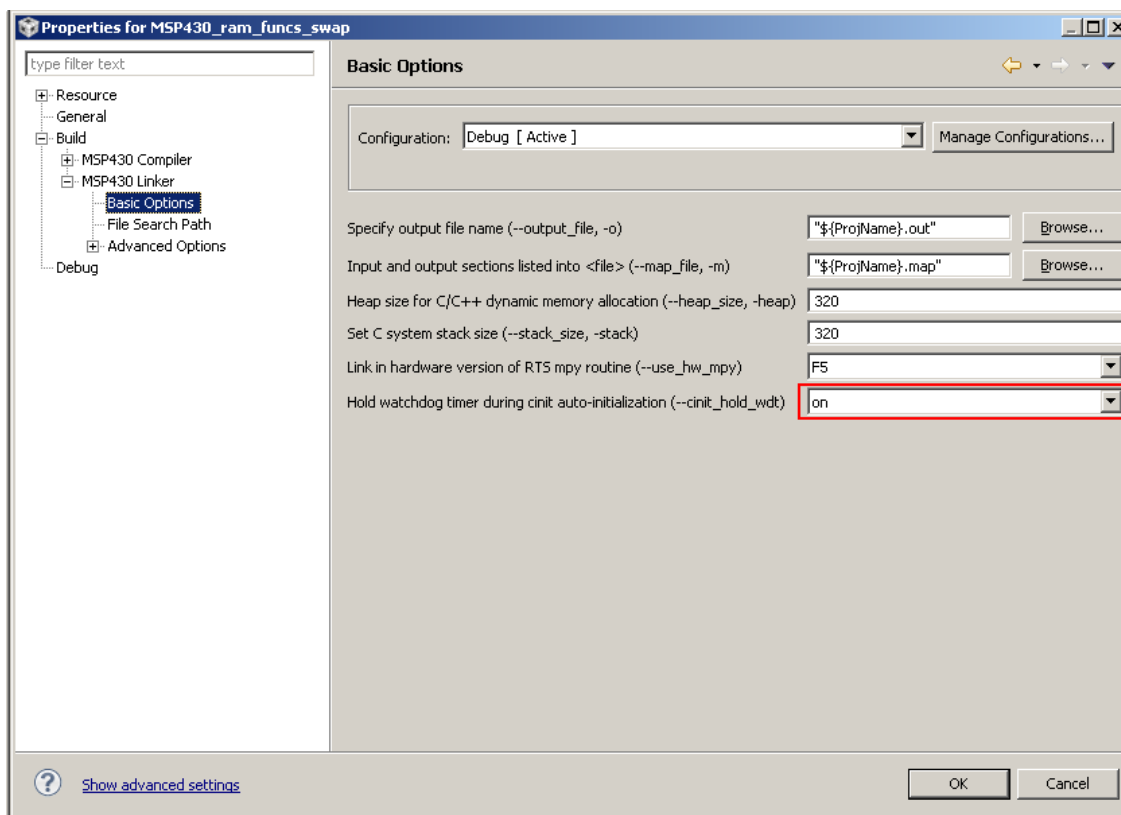 Properties for MSP430_ram_funcs_swap
type filter text
Resource
General
Build
MSP430 Compiler
MSP430 Linker
Basic Options
File Search Path
Advanced Options
Debug
Basic Options
Configuration: Debug [ Active ] Manage Configurations...
Specify output file name (--output_file, -o) "${ProjName}.out" Browse...
Input and output sections listed into <file> (--map_file, -m) "${ProjName}.map" Browse...
Heap size for C/C++ dynamic memory allocation (--heap_size, -heap) 320
Set C system stack size (--stack_size, -stack) 320
Link in hardware version of RTS mpy routine (--use_hw_mpy) F5
Hold watchdog timer during cinit auto-initialization (--cinit_hold_wdt) on
? Show advanced settings OK Cancel